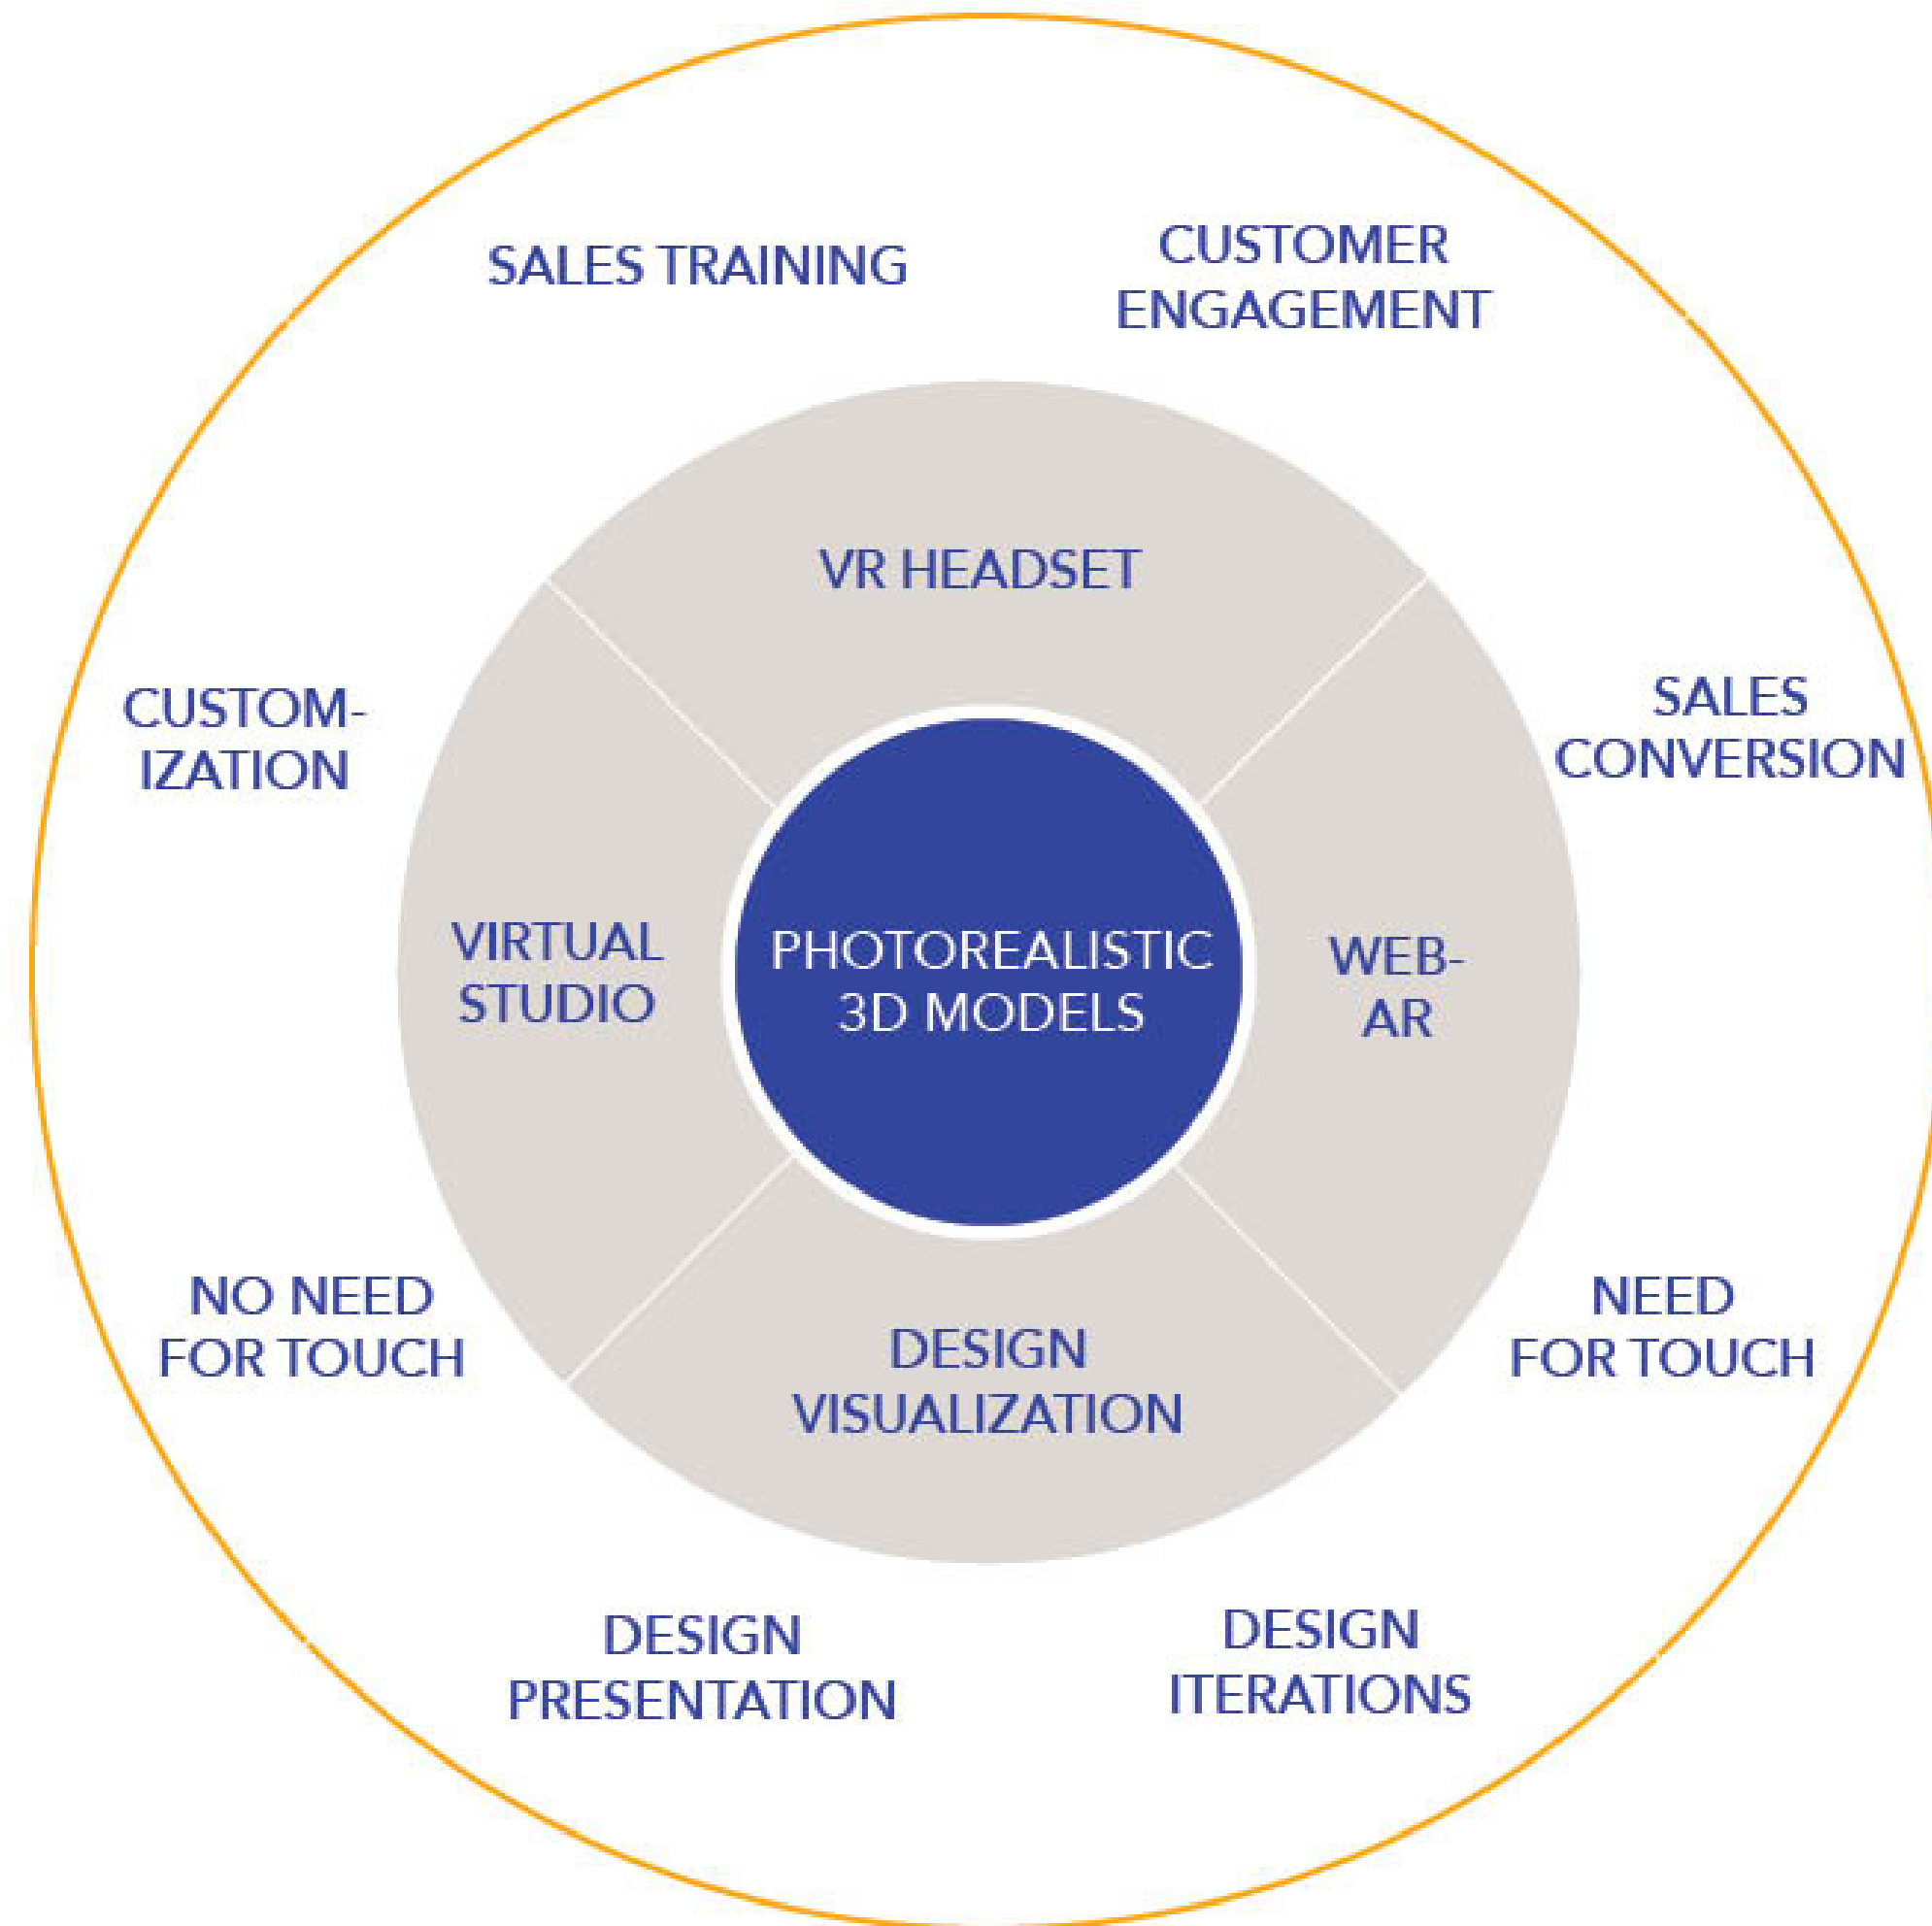 SALES TRAINING
CUSTOMER
ENGAGEMENT
VR HEADSET
CUSTOM-
IZATION
SALES
CONVERSION
VIRTUAL
STUDIO
PHOTOREALISTIC
3D MODELS
WEB-
AR
NO NEED
FOR TOUCH
DESIGN
VISUALIZATION
NEED
FOR TOUCH
DESIGN
PRESENTATION
DESIGN
ITERATIONS